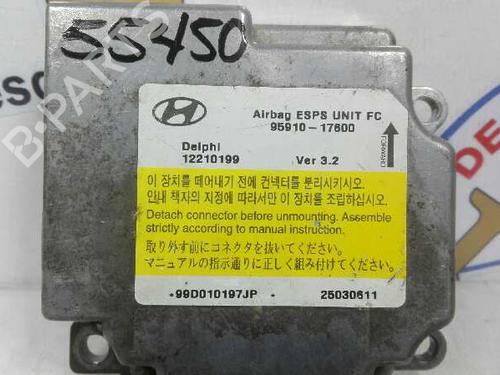 55450
Airbag ESPS UNIT FC
95910-17600
Delphi
12210199
Ver 3.2
FORWARD
이 장치를 떼어내기 전에 컨넥터를 분리시키시오.
안내 책자의 지정에 따라서만 이 장치를 조립하십시오.
Detach connector before unmounting. Assemble
strictly according to manual instruction.
取り外す前にコネクタを抜いてください。
マニュアルの指示通りに正しく組み付けてください。
99D010197JP
25030611
B-PARTS